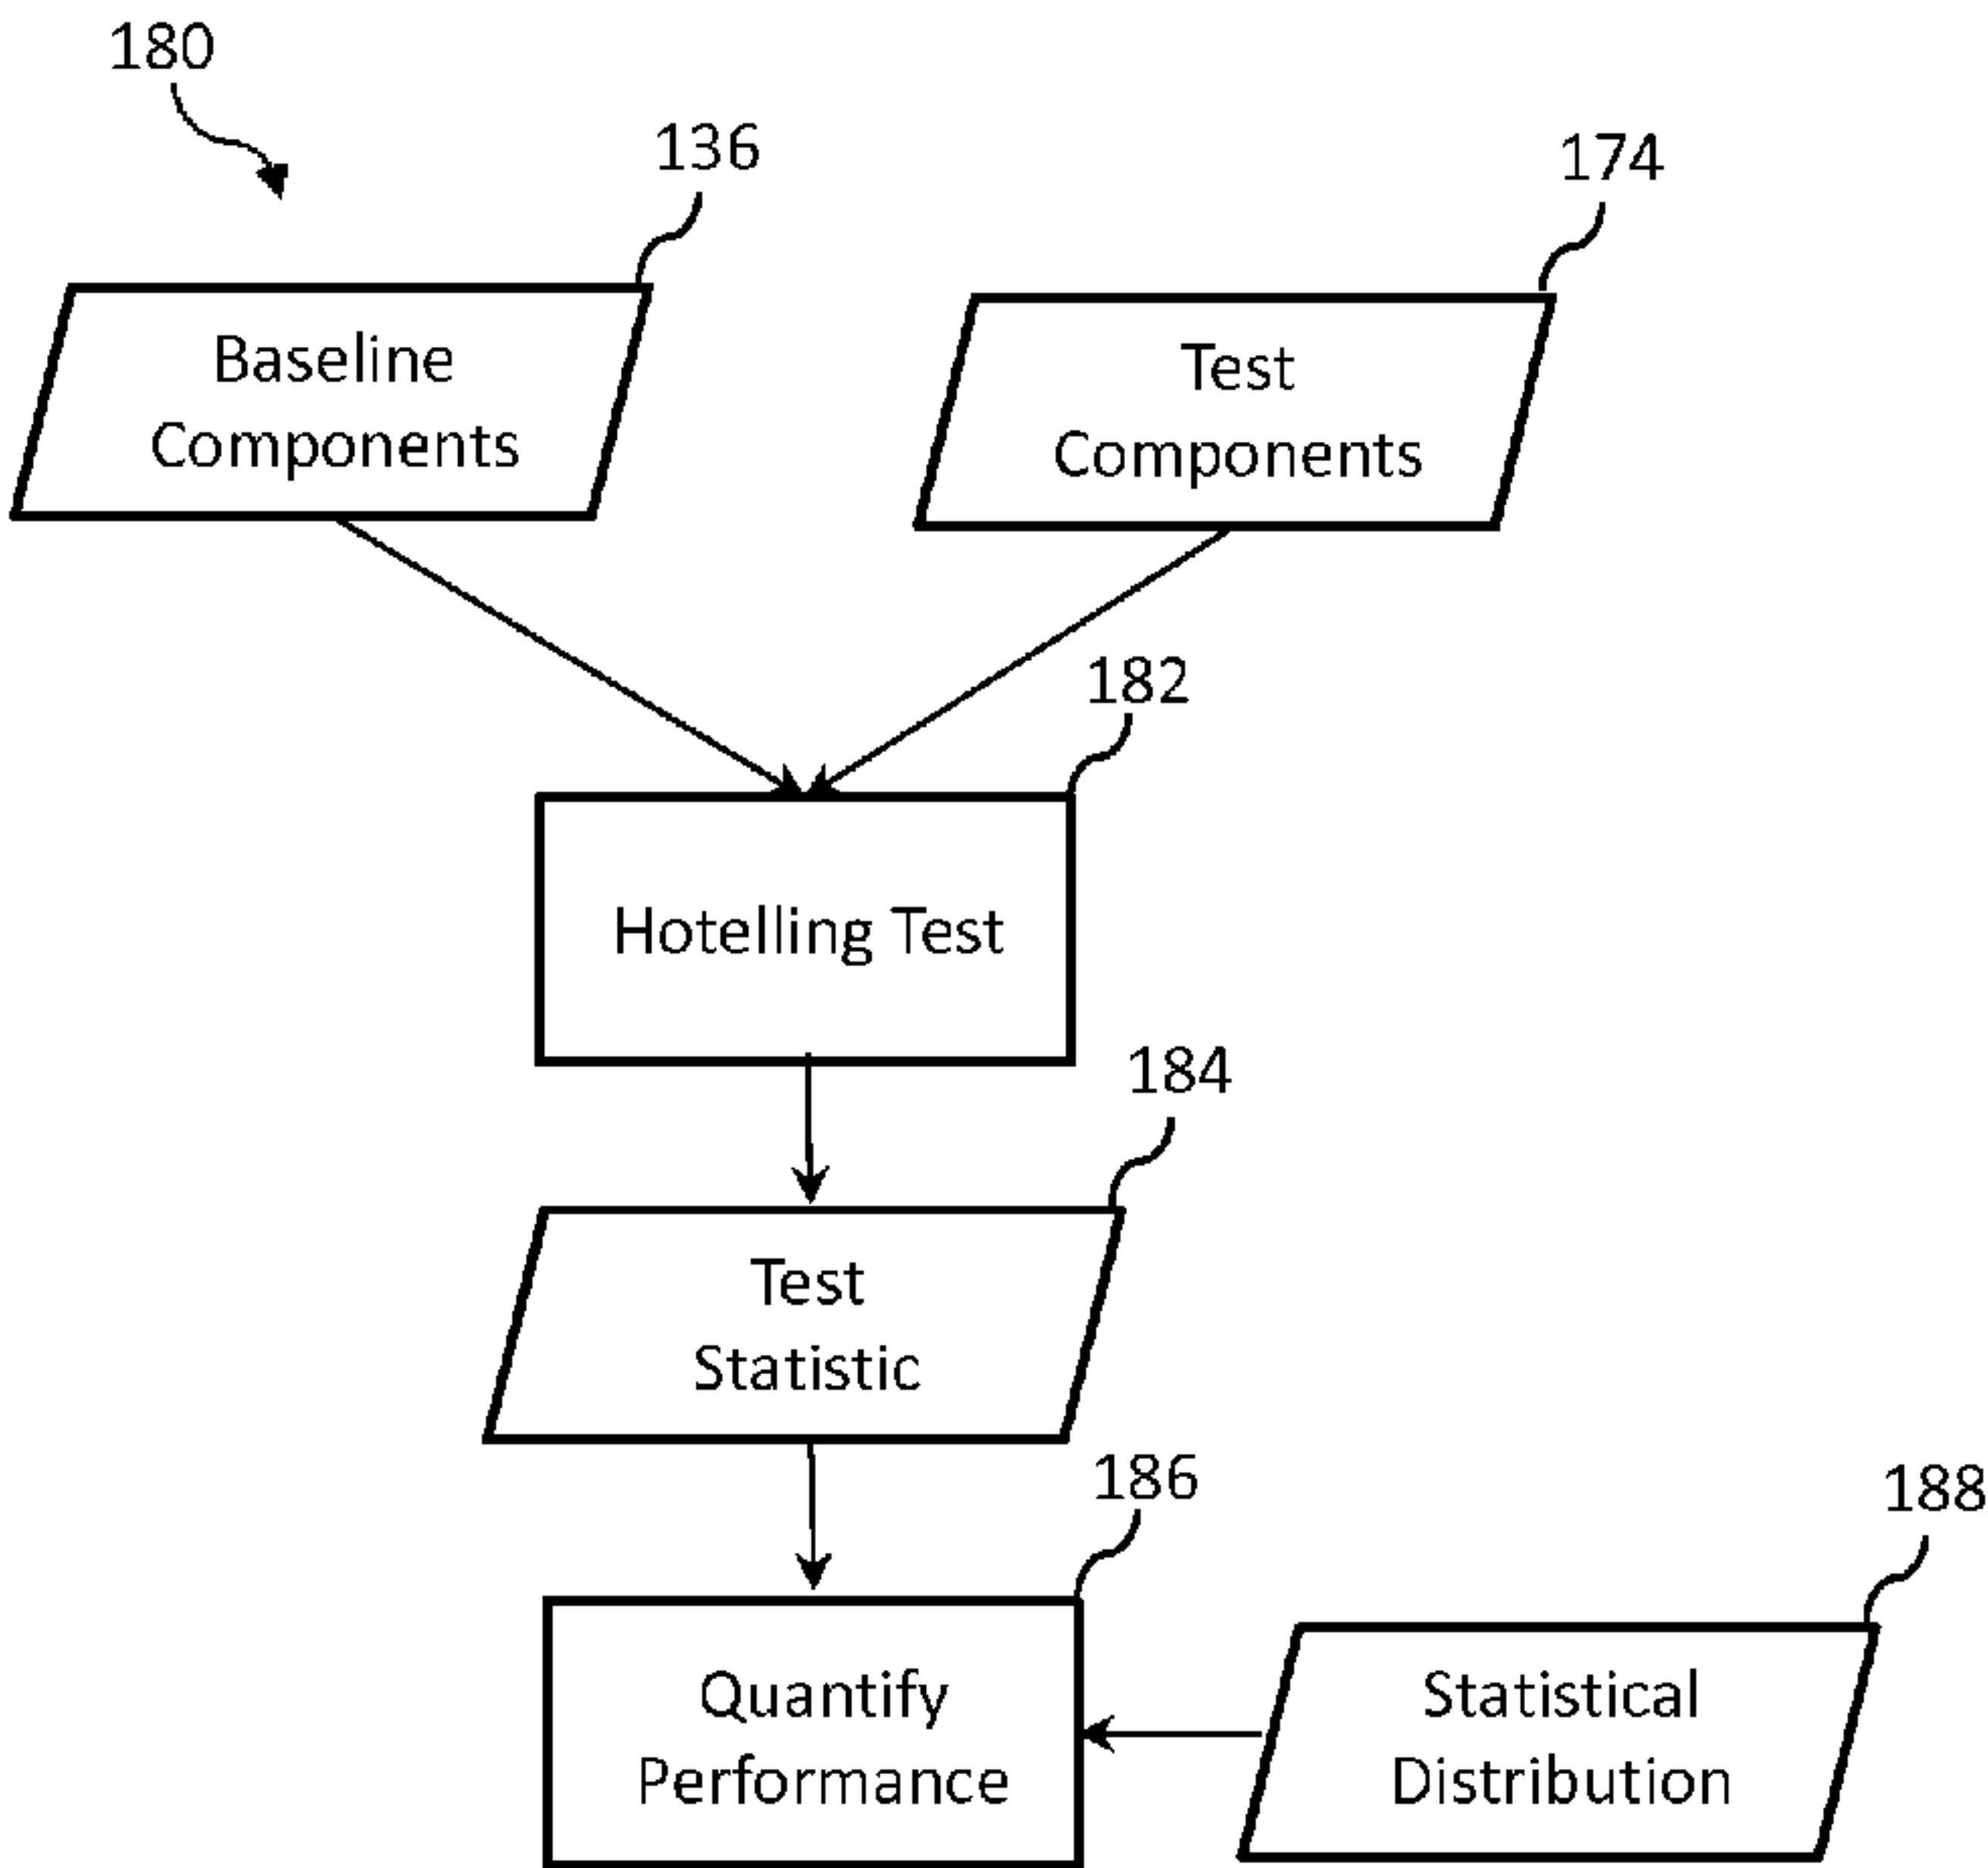 180
136
174
Baseline
Components
Test
Components
182
Hotelling Test
184
Test
Statistic
186
188
Quantify
Performance
Statistical
Distribution